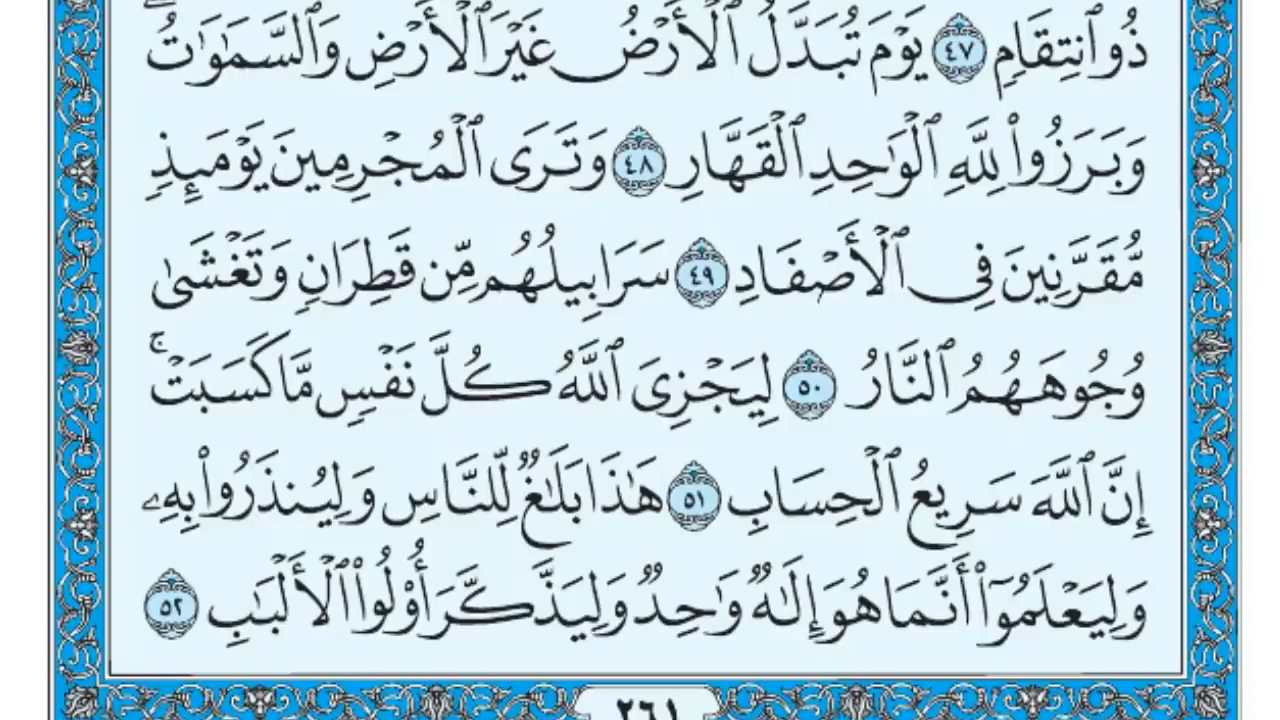 ذُو ٱنتِقَامٖ ٤٧ يَوۡمَ تُبَدَّلُ ٱلۡأَرۡضُ غَيۡرَ ٱلۡأَرۡضِ وَٱلسَّمَٰوَٰتُۖ
وَبَرَزُواْ لِلَّهِ ٱلۡوَٰحِدِ ٱلۡقَهَّارِ ٤٨ وَتَرَى ٱلۡمُجۡرِمِينَ يَوۡمَئِذٖ
مُّقَرَّنِينَ فِي ٱلۡأَصۡفَادِ ٤٩ سَرَابِيلُهُم مِّن قَطِرَانٖ وَتَغۡشَىٰ
وُجُوهَهُمُ ٱلنَّارُ ٥٠ لِيَجۡزِيَ ٱللَّهُ كُلَّ نَفۡسٖ مَّا كَسَبَتۡۚ
إِنَّ ٱللَّهَ سَرِيعُ ٱلۡحِسَابِ ٥١ هَٰذَا بَلَٰغٞ لِّلنَّاسِ وَلِيُنذَرُواْ بِهِۦ
وَلِيَعۡلَمُوٓاْ أَنَّمَا هُوَ إِلَٰهٞ وَٰحِدٞ وَلِيَذَّكَّرَ أُوْلُواْ ٱلۡأَلۡبَٰبِ ٥٢
٢٦١